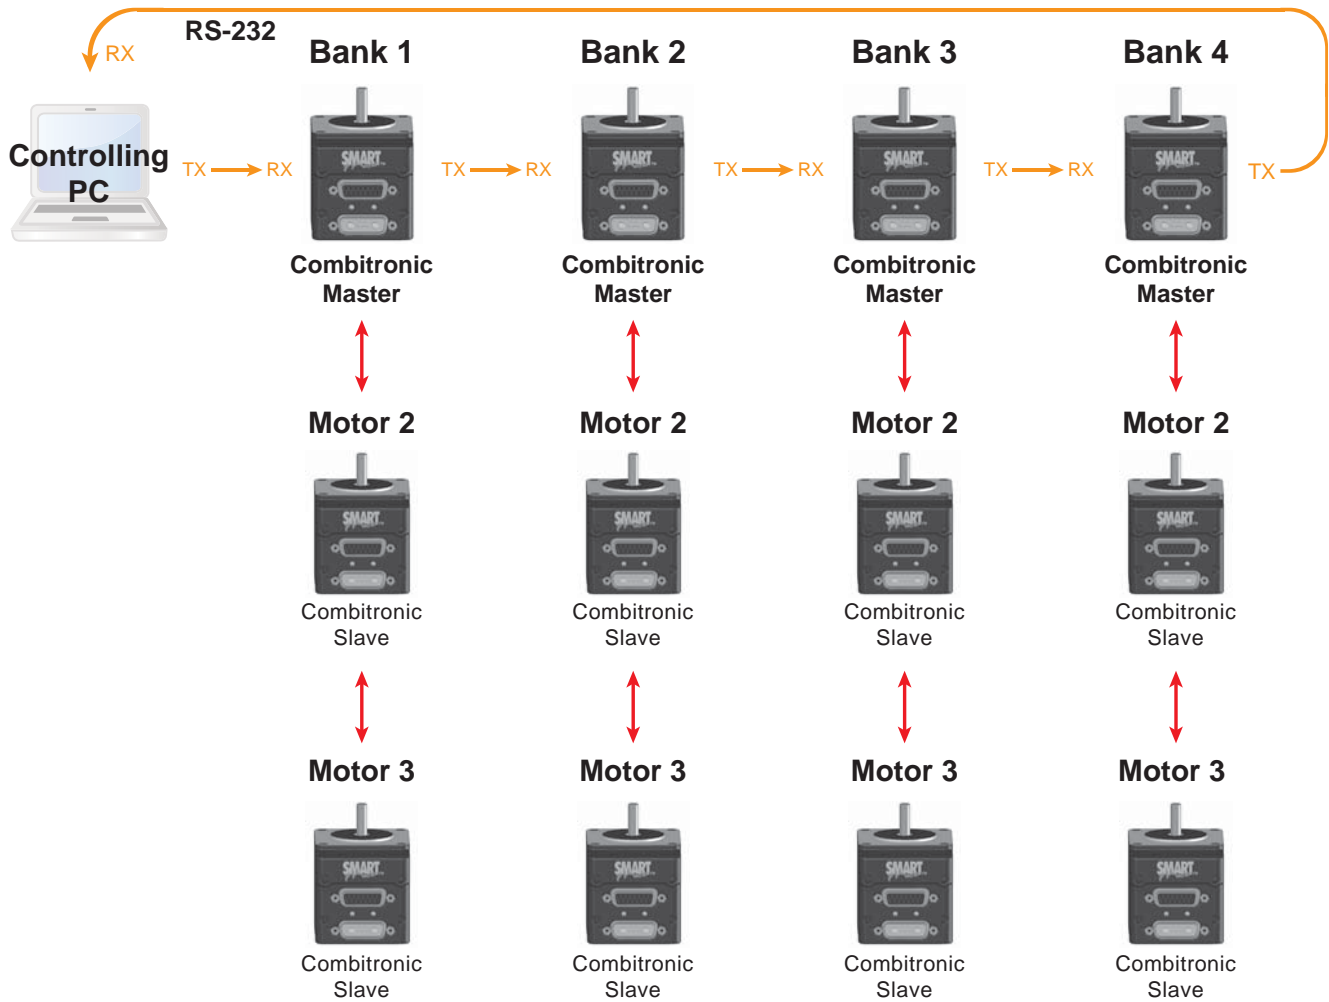 RS-232
RX
Bank 1
Bank 2
Bank 3
Bank 4
Controlling
PC
TX
RX
SMART
TX
RX
SMART
TX
RX
SMART
TX
RX
SMART
TX
Combitronic
Master
Combitronic
Master
Combitronic
Master
Combitronic
Master
Motor 2
Motor 2
Motor 2
Motor 2
SMART
SMART
SMART
SMART
Combitronic
Slave
Combitronic
Slave
Combitronic
Slave
Combitronic
Slave
Motor 3
Motor 3
Motor 3
Motor 3
SMART
SMART
SMART
SMART
Combitronic
Slave
Combitronic
Slave
Combitronic
Slave
Combitronic
Slave